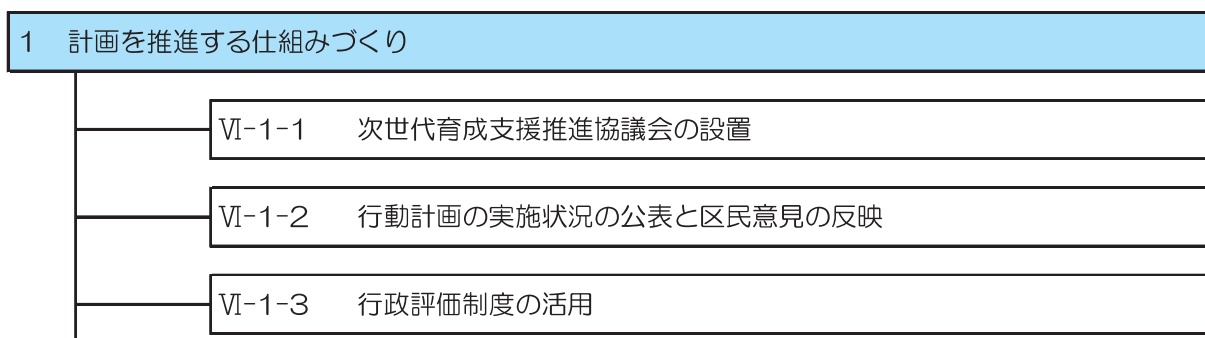 1 計画を推進する仕組みづくり
Ⅵ-1-1 次世代育成支援推進協議会の設置
Ⅵ-1-2 行動計画の実施状況の公表と区民意見の反映
Ⅵ-1-3 行政評価制度の活用